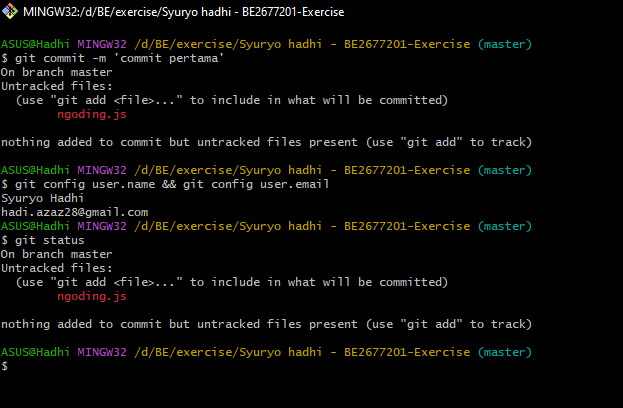 MINGW32:/d/BE/exercise/Syuryo hadhi - BE2677201-Exercise
ASUS@Hadhi MINGW32 /d/BE/exercise/Syuryo hadhi - BE2677201-Exercise (master)
$ git commit -m 'commit pertama'
On branch master
Untracked files:
  (use "git add <file>..." to include in what will be committed)
        ngoding.js
nothing added to commit but untracked files present (use "git add" to track)
ASUS@Hadhi MINGW32 /d/BE/exercise/Syuryo hadhi - BE2677201-Exercise (master)
$ git config user.name && git config user.email
Syuryo Hadhi
hadi.azaz28@gmail.com
ASUS@Hadhi MINGW32 /d/BE/exercise/Syuryo hadhi - BE2677201-Exercise (master)
$ git status
On branch master
Untracked files:
  (use "git add <file>..." to include in what will be committed)
        ngoding.js
nothing added to commit but untracked files present (use "git add" to track)
ASUS@Hadhi MINGW32 /d/BE/exercise/Syuryo hadhi - BE2677201-Exercise (master)
$